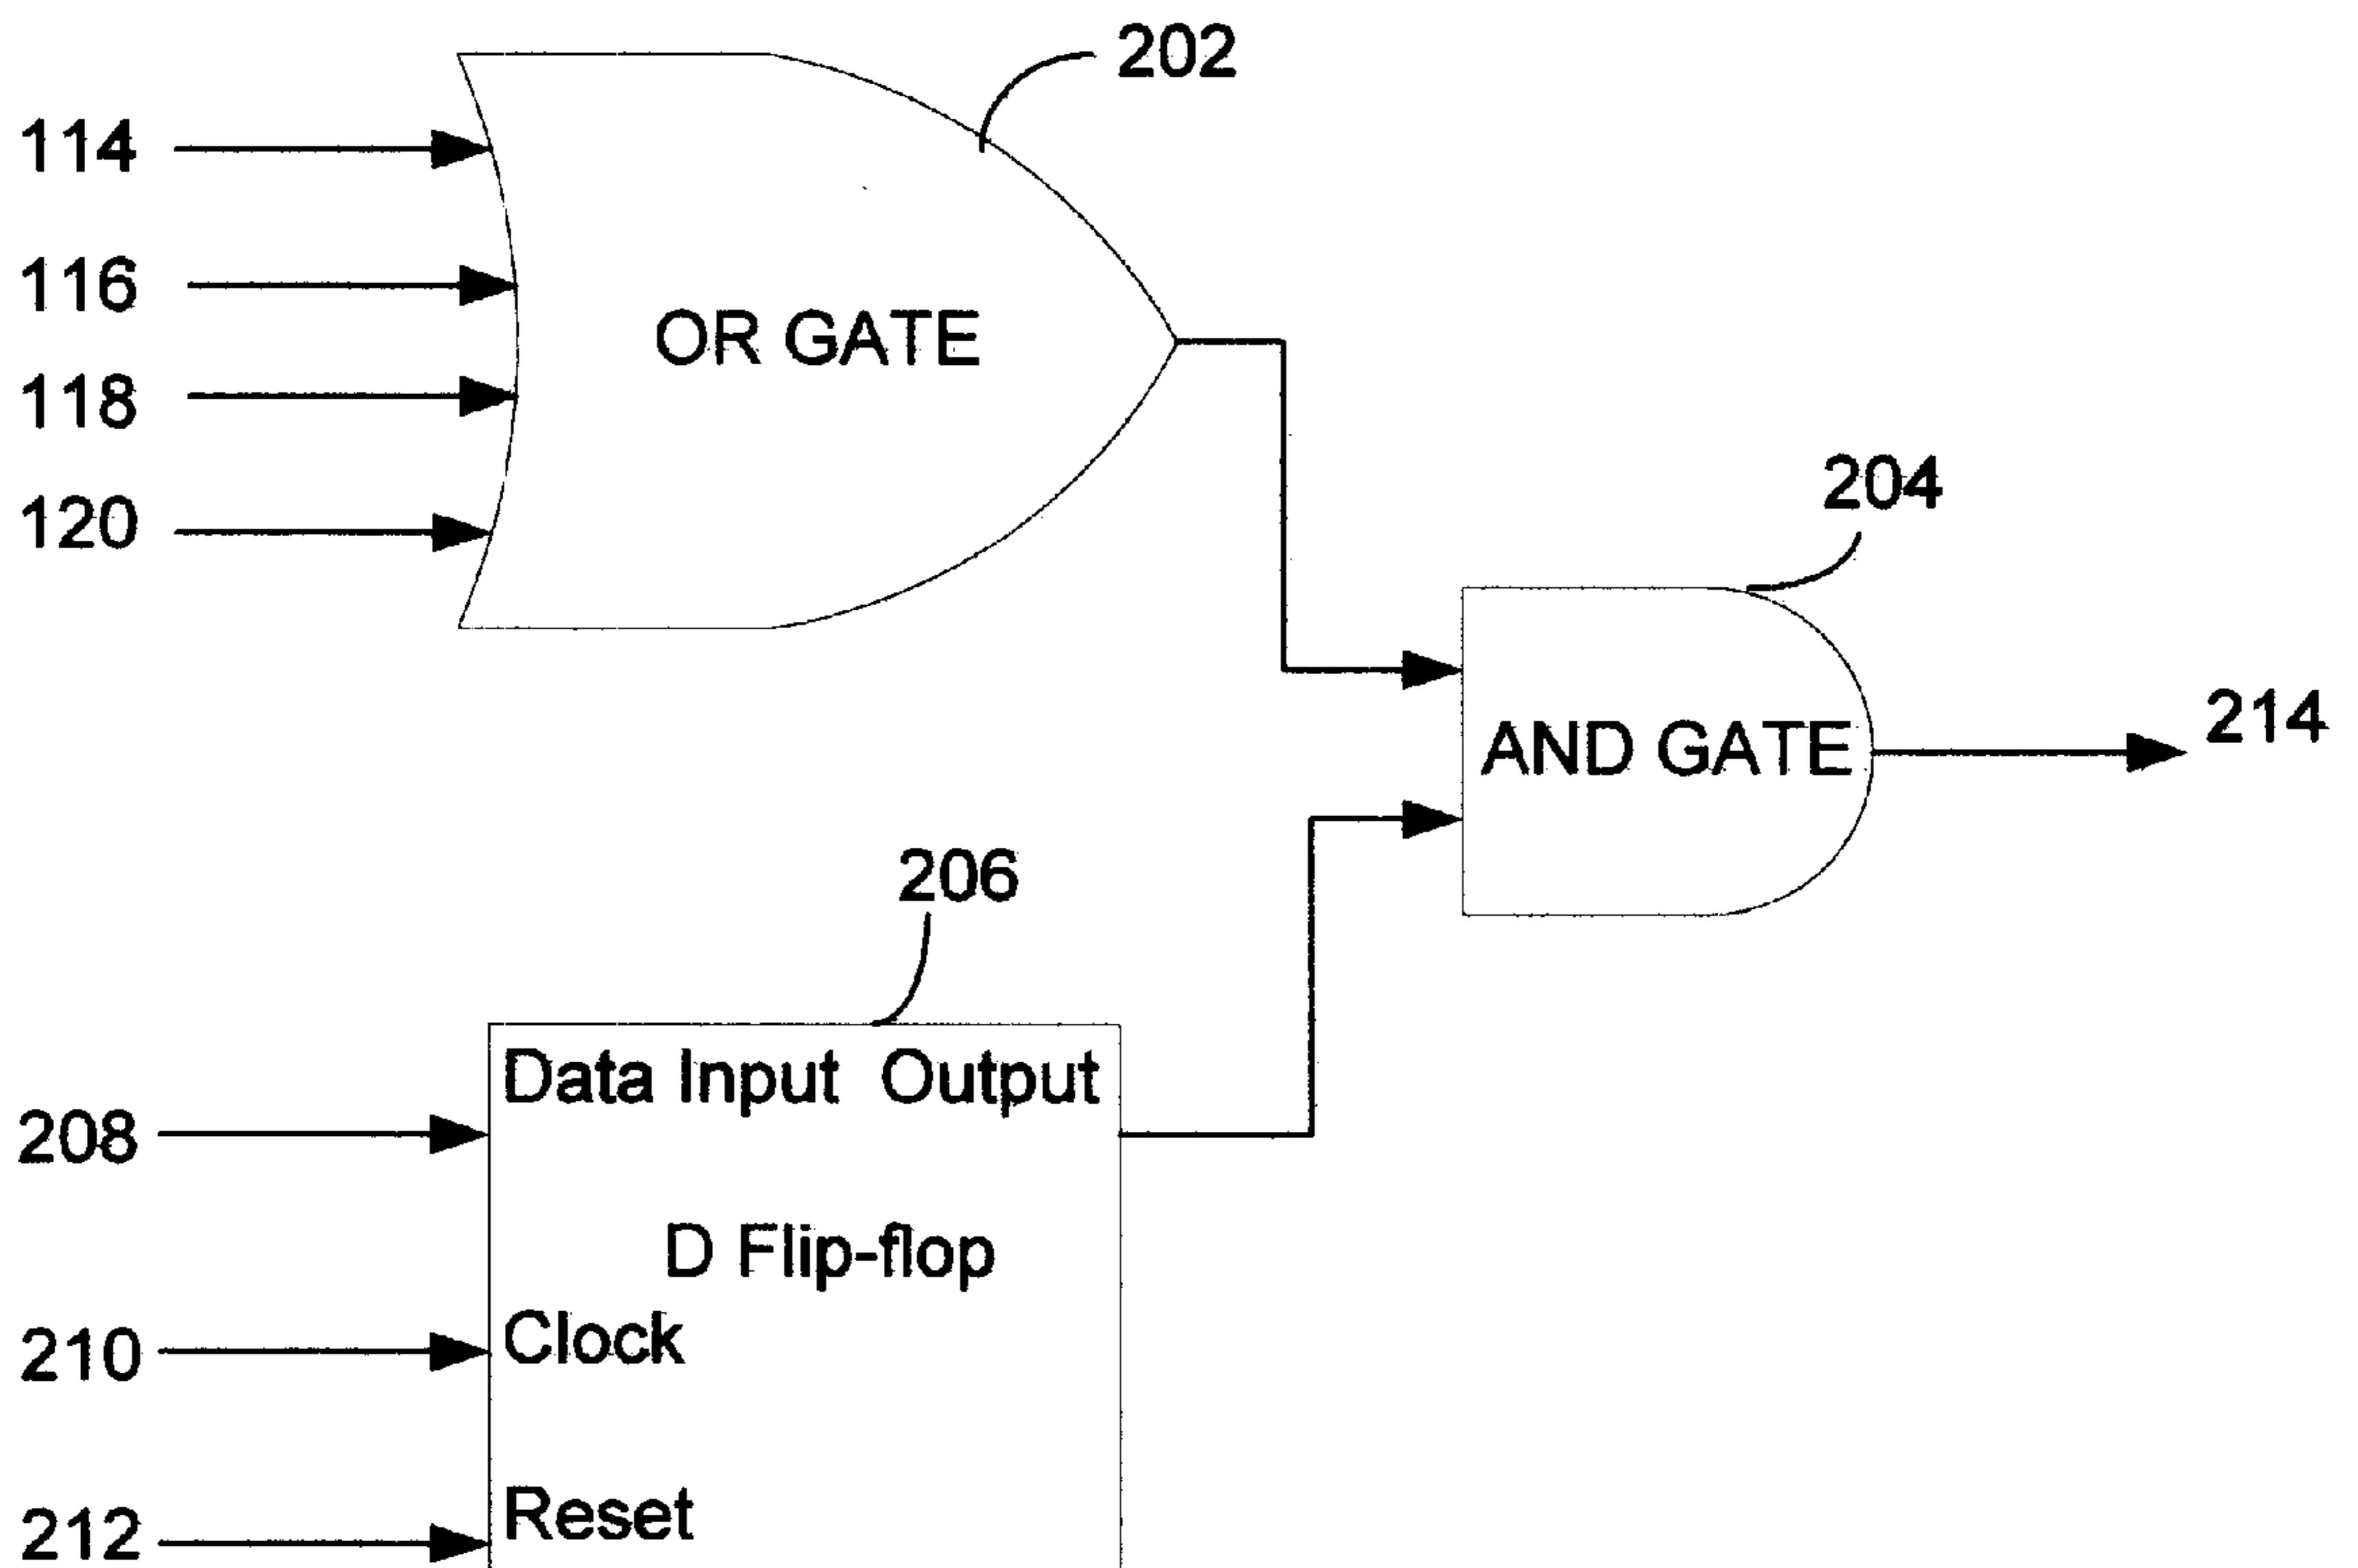 202
114
116
OR GATE
118
120
204
AND GATE
214
206
Data Input Output
208
D Flip-flop
210
Clock
212
Reset